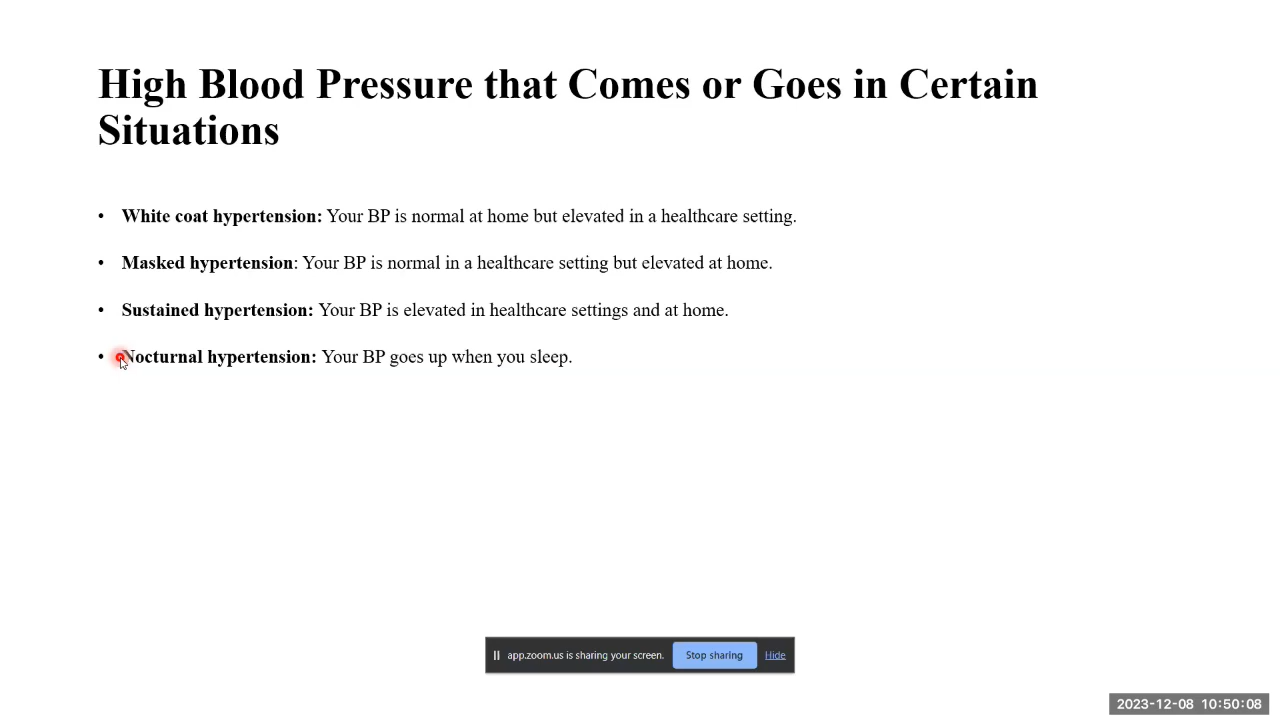 High Blood Pressure that Comes or Goes in Certain
Situations
• White coat hypertension: Your BP is normal at home but elevated in a healthcare setting.
• Masked hypertension: Your BP is normal in a healthcare setting but elevated at home.
• Sustained hypertension: Your BP is elevated in healthcare settings and at home.
• Nocturnal hypertension: Your BP goes up when you sleep.
app.zoom.us is sharing your screen. Stop sharing Hide
2023-12-08 10:50:08